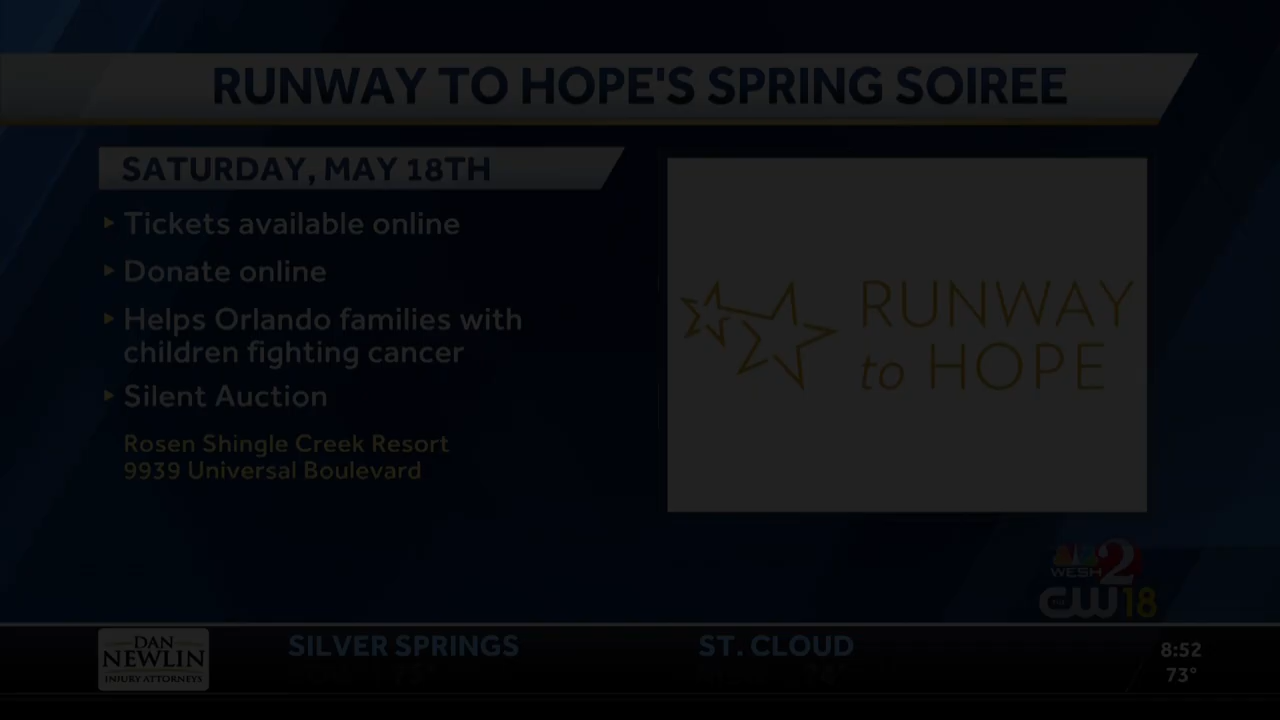 RUNWAY TO HOPE'S SPRING SOIREE
SATURDAY, MAY 18TH
Tickets available online
Donate online
Helps Orlando families with
children fighting cancer
Silent Auction
Rosen Shingle Creek Resort
9939 Universal Boulevard
RUNWAY
to HOPE
WESH 2
CW18
DAN
NEWLIN
INJURY ATTORNEYS
SILVER SPRINGS
ST. CLOUD
8:52
73°